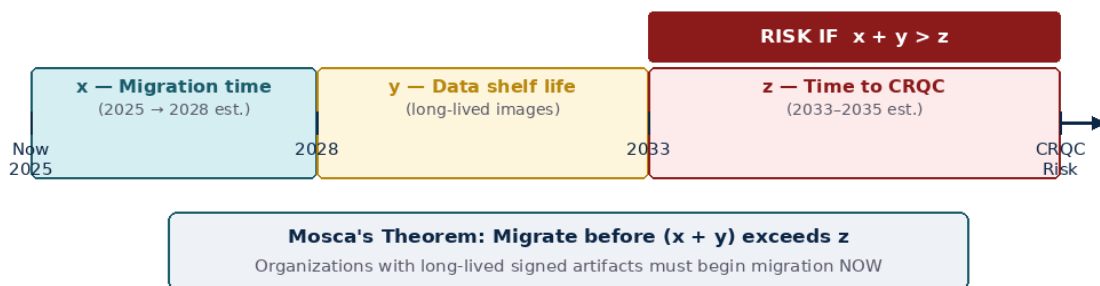 RISK IF  x + y > z
x — Migration time
(2025 → 2028 est.)
y — Data shelf life
(long-lived images)
z — Time to CRQC
(2033–2035 est.)
Now
2025
2028
2033
CRQC
Risk
Mosca's Theorem: Migrate before (x + y) exceeds z
Organizations with long-lived signed artifacts must begin migration NOW